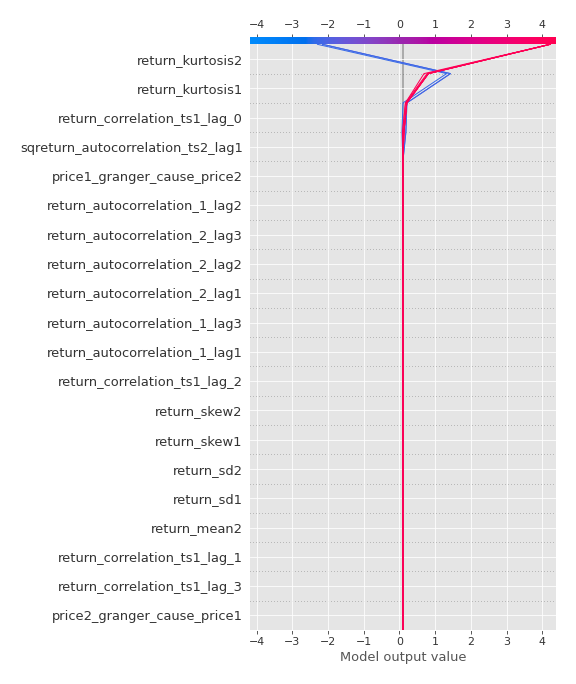 −4 −3 −2 −1 0 1 2 3 4
return_kurtosis2
return_kurtosis1
return_correlation_ts1_lag_0
sqreturn_autocorrelation_ts2_lag1
price1_granger_cause_price2
return_autocorrelation_1_lag2
return_autocorrelation_2_lag3
return_autocorrelation_2_lag2
return_autocorrelation_2_lag1
return_autocorrelation_1_lag3
return_autocorrelation_1_lag1
return_correlation_ts1_lag_2
return_skew2
return_skew1
return_sd2
return_sd1
return_mean2
return_correlation_ts1_lag_1
return_correlation_ts1_lag_3
price2_granger_cause_price1
−4 −3 −2 −1 0 1 2 3 4
Model output value